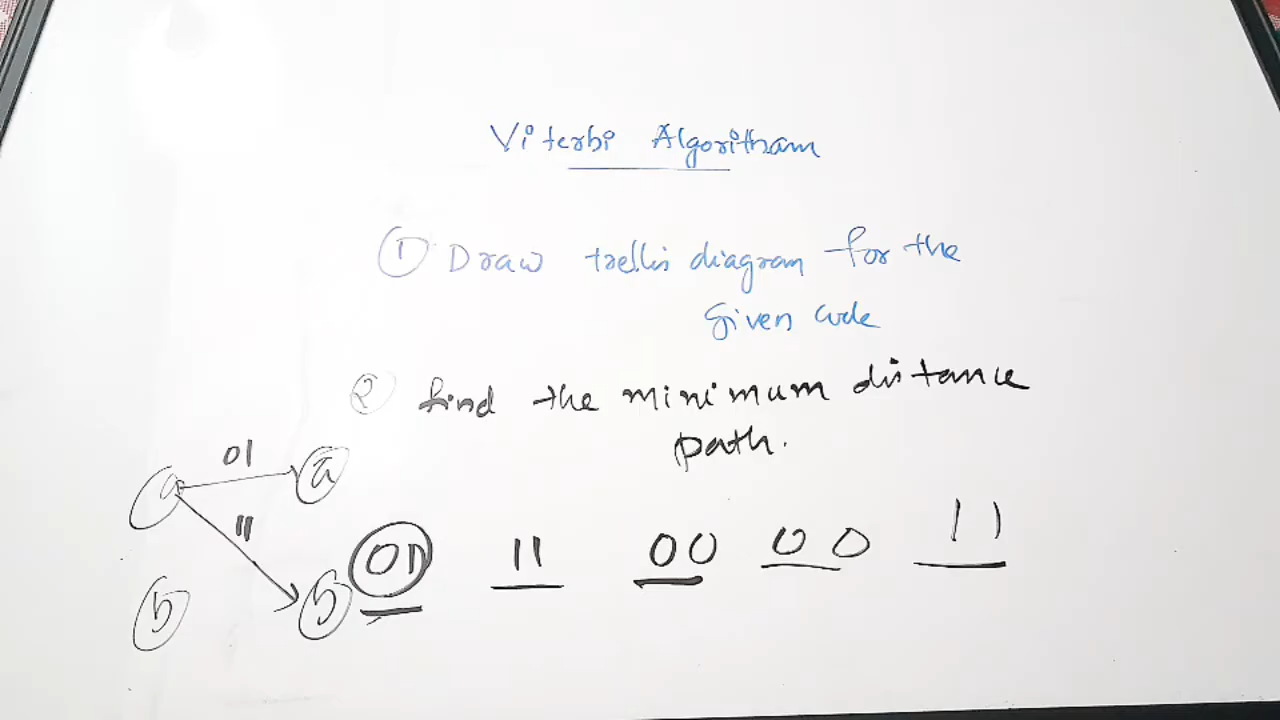 Viterbi Algoritham
① Draw trellis diagram for the
given code
② find the minimum distance
path.
a 01 a
11
b b
01 11 00 00 11